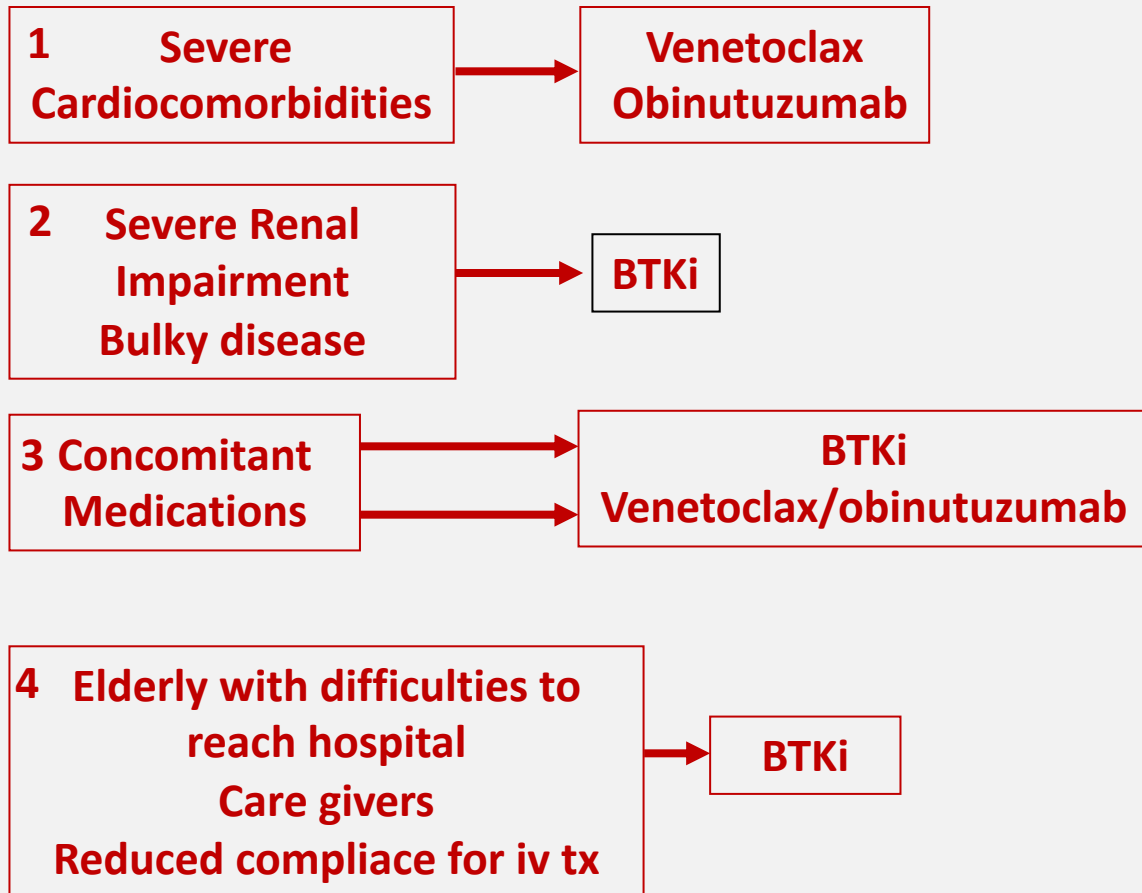 1 Severe
Cardiocomorbidities
Venetoclax
Obinutuzumab
2 Severe Renal
Impairment
Bulky disease
BTKi
3 Concomitant
Medications
BTKi
Venetoclax/obinutuzumab
4 Elderly with difficulties to
reach hospital
Care givers
Reduced compliace for iv tx
BTKi